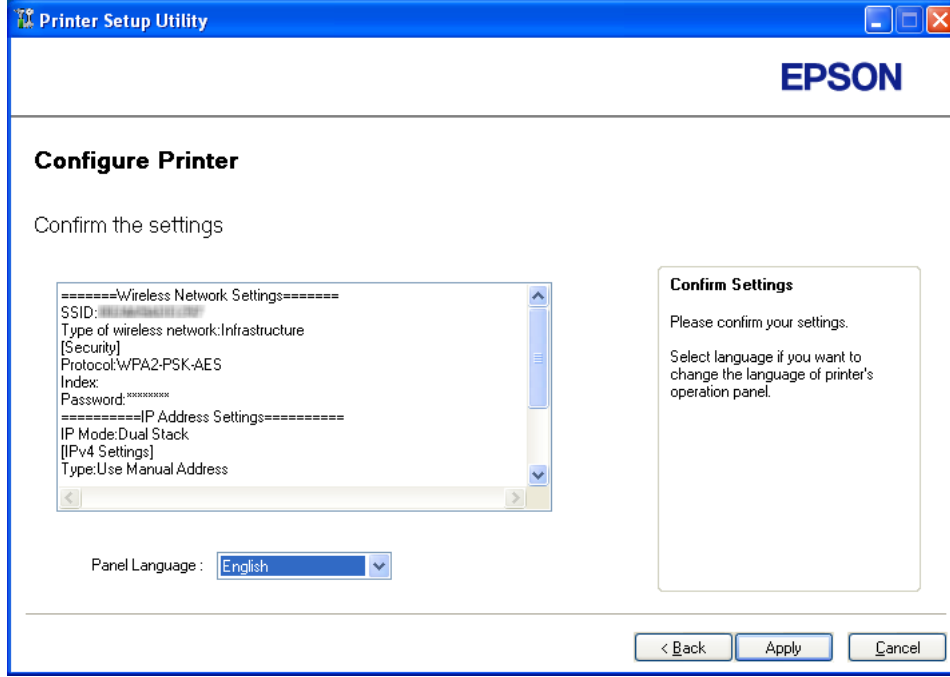 Printer Setup Utility
EPSON
Configure Printer
Confirm the settings
=======Wireless Network Settings=======
SSID:
Type of wireless network:Infrastructure
[Security]
Protocol:WPA2-PSK-AES
Index:
Password:********
==========IP Address Settings==========
IP Mode:Dual Stack
[IPv4 Settings]
Type:Use Manual Address
Confirm Settings
Please confirm your settings.
Select language if you want to
change the language of printer's
operation panel.
Panel Language : English
< Back
Apply
Cancel